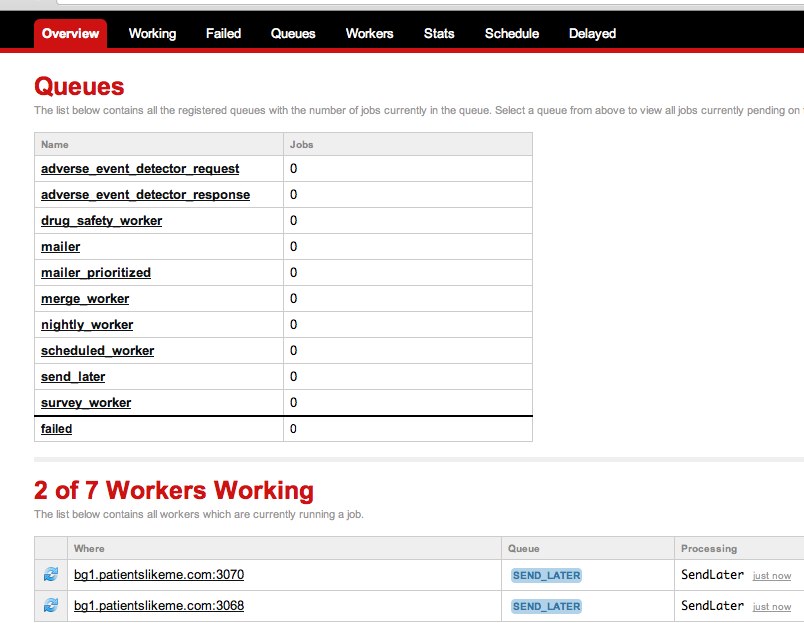 Overview Working Failed Queues Workers Stats Schedule Delayed
Queues
The list below contains all the registered queues with the number of jobs currently in the queue. Select a queue from above to view all jobs currently pending on
Name Jobs
adverse_event_detector_request 0
adverse_event_detector_response 0
drug_safety_worker 0
mailer 0
mailer_prioritized 0
merge_worker 0
nightly_worker 0
scheduled_worker 0
send_later 0
survey_worker 0
failed 0
2 of 7 Workers Working
The list below contains all workers which are currently running a job.
Where Queue Processing
bg1.patientslikeme.com:3070 SEND_LATER SendLater just now
bg1.patientslikeme.com:3068 SEND_LATER SendLater just now